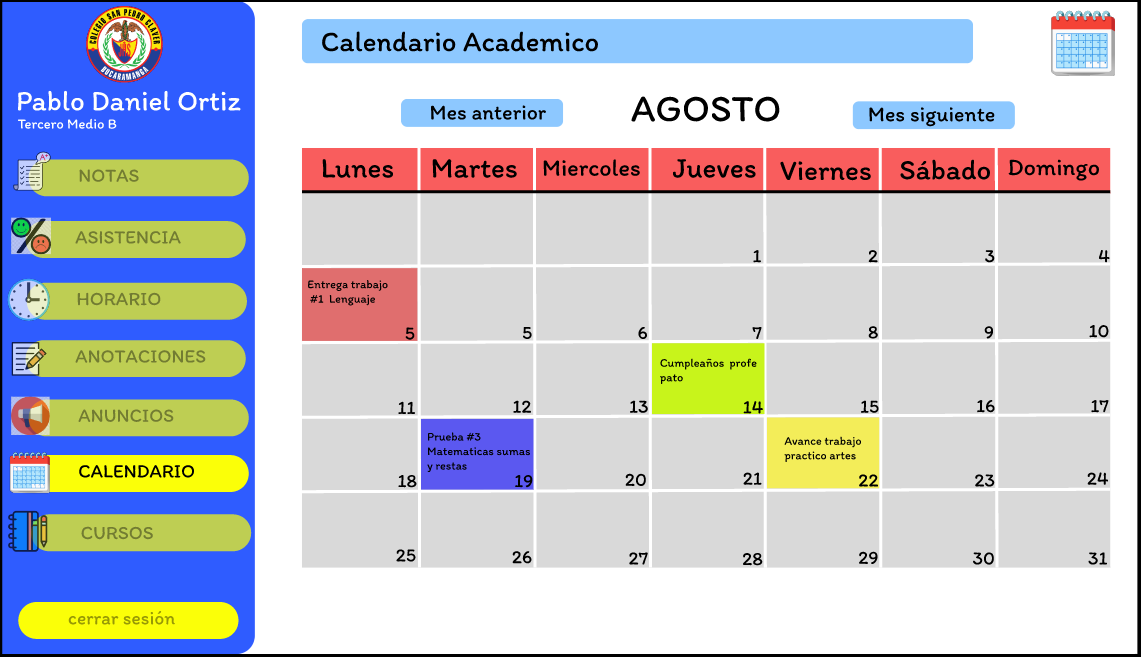 COLEGIO SAN PEDRO CLAVER
BUCARAMANGA
Pablo Daniel Ortiz
Tercero Medio B
NOTAS
ASISTENCIA
HORARIO
ANOTACIONES
ANUNCIOS
CALENDARIO
CURSOS
cerrar sesión
Calendario Academico
Mes anterior
AGOSTO
Mes siguiente
Lunes Martes Miercoles Jueves Viernes Sábado Domingo
1 2 3 4
Entrega trabajo
#1 Lenguaje
5 5 6 7 8 9 10
Cumpleaños profe
pato
11 12 13 14 15 16 17
Prueba #3
Matematicas sumas
y restas
Avance trabajo
practico artes
18 19 20 21 22 23 24
25 26 27 28 29 30 31